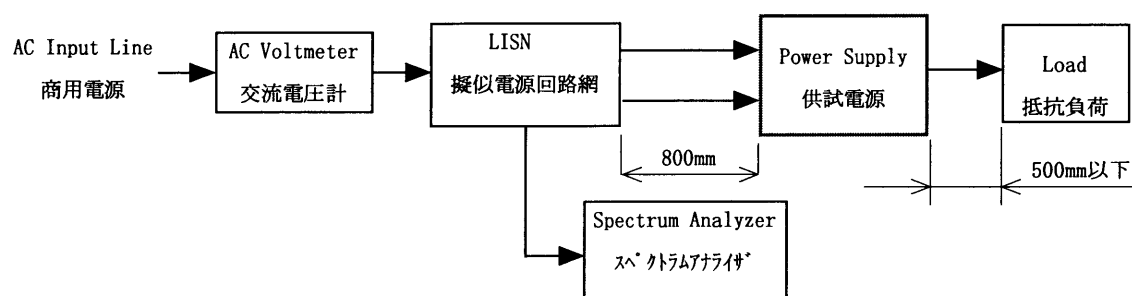 AC Input Line
商用電源
AC Voltmeter
交流電圧計
LISN
擬似電源回路網
Power Supply
供試電源
Load
抵抗負荷
800mm
500mm以下
Spectrum Analyzer
ｽﾍﾟｸﾄﾗﾑｱﾅﾗｲｻﾞ